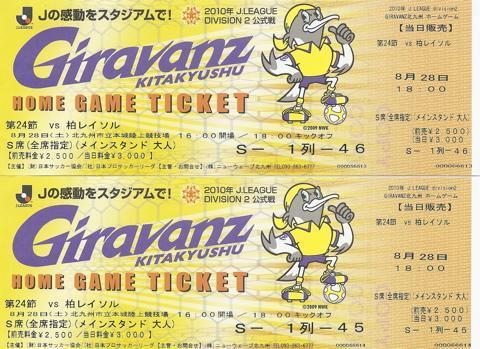 Jの感動をスタジアムで!
2010年 J.LEAGUE
DIVISION 2 公式戦
J.LEAGUE
Giravanz
KITAKYUSHU
HOME GAME TICKET
©2009 NWK
第24節 vs 柏レイソル
8月28日(土) 北九州市立本城陸上競技場 16:00開場 / 18:00キックオフ
S席(全席指定)(メインスタンド 大人)
【前売料金¥2,500 /当日料金¥3,000】
S- 1列-46
000056613
2010年 J.LEAGUE division2
GIRAVANZ北九州 ホームゲーム
【当日販売】
第24節 vs 柏レイソル
8月28日
18:00
S席(全席指定)(メインスタンド 大人)
【前売 ¥2,500】
【当日 ¥3,000】
S- 1列-46
000056613
Jの感動をスタジアムで!
2010年 J.LEAGUE
DIVISION 2 公式戦
J.LEAGUE
Giravanz
KITAKYUSHU
HOME GAME TICKET
©2009 NWK
第24節 vs 柏レイソル
8月28日(土) 北九州市立本城陸上競技場 16:00開場 / 18:00キックオフ
S席(全席指定)(メインスタンド 大人)
【前売料金¥2,500 /当日料金¥3,000】
S- 1列-45
2010年 J.LEAGUE division2
GIRAVANZ北九州 ホームゲーム
【当日販売】
第24節 vs 柏レイソル
8月28日
18:00
S席(全席指定)(メインスタンド 大人)
【前売 ¥2,500】
【当日 ¥3,000】
S- 1列-45